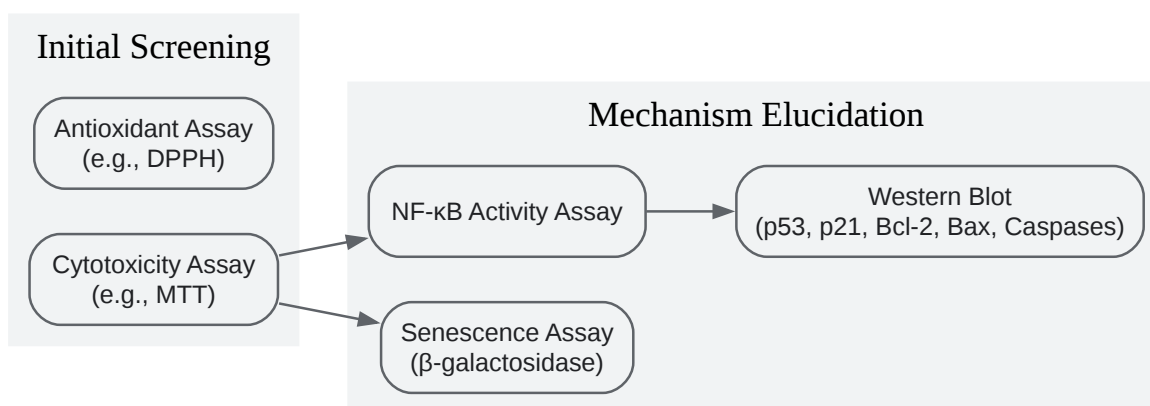 Initial Screening
Antioxidant Assay
(e.g., DPPH)
Cytotoxicity Assay
(e.g., MTT)
Mechanism Elucidation
NF-κB Activity Assay
Western Blot
(p53, p21, Bcl-2, Bax, Caspases)
Senescence Assay
(β-galactosidase)